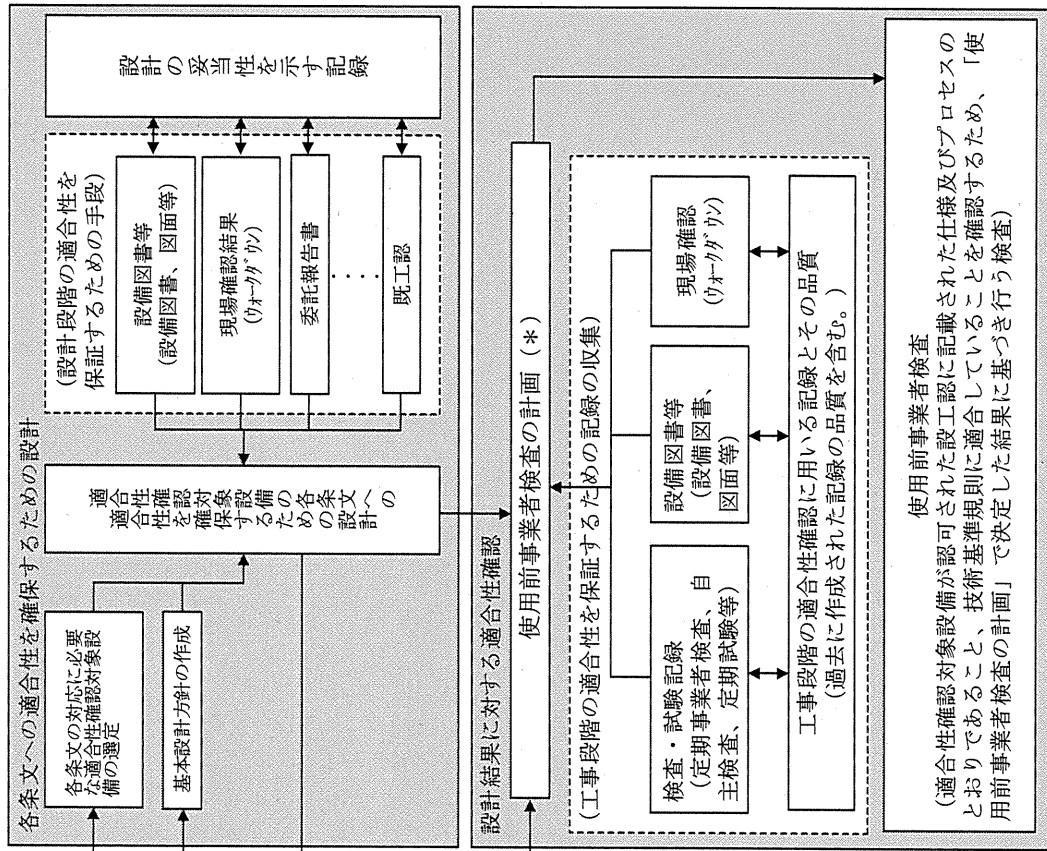 各条文への適合性を確保するための設計
各条文の対応に必要
な適合性確認対象設
備の選定
基本設計方針の作成
適合性確認対象設備の各条文への
適合性を確保するための設計
(設計段階の適合性を
保証するための手段)
設備図書等
(設備図書、図面等)
現場確認結果
(ウォークダウン)
委託報告書
・・・・・
既工認
設計の妥当性を示す
記録
設計結果に対する適合性確認
使用前事業者検査の計画(*)
(工事段階の適合性を保証するための記録の収集)
検査・試験記録
(定期事業者検査、自
主検査、定期試験等)
設備図書等
(設備図書、
図面等)
現場確認
(ウォークダウン)
工事段階の適合性確認に用いる記録とその品質
(過去に作成された記録の品質を含む。)
使用前事業者検査
(適合性確認対象設備が認可された設工認に記載された仕様及びプロセスの
とおりであること、技術基準規則に適合していることを確認するため、「使
用前事業者検査の計画」で決定した結果に基づき行う検査)